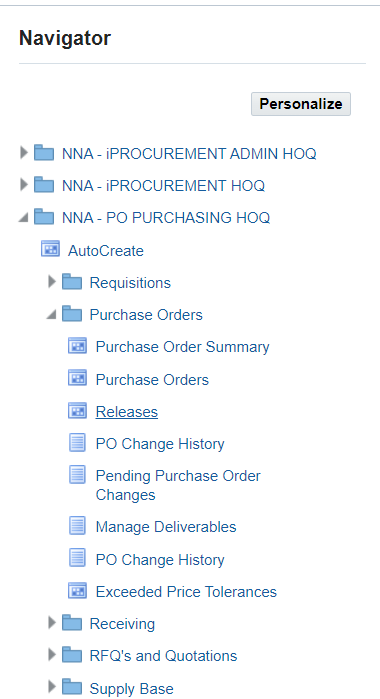 Navigator
Personalize
NNA - iPROCUREMENT ADMIN HOQ
NNA - iPROCUREMENT HOQ
NNA - PO PURCHASING HOQ
AutoCreate
Requisitions
Purchase Orders
Purchase Order Summary
Purchase Orders
Releases
PO Change History
Pending Purchase Order
Changes
Manage Deliverables
PO Change History
Exceeded Price Tolerances
Receiving
RFQ's and Quotations
Supply Base